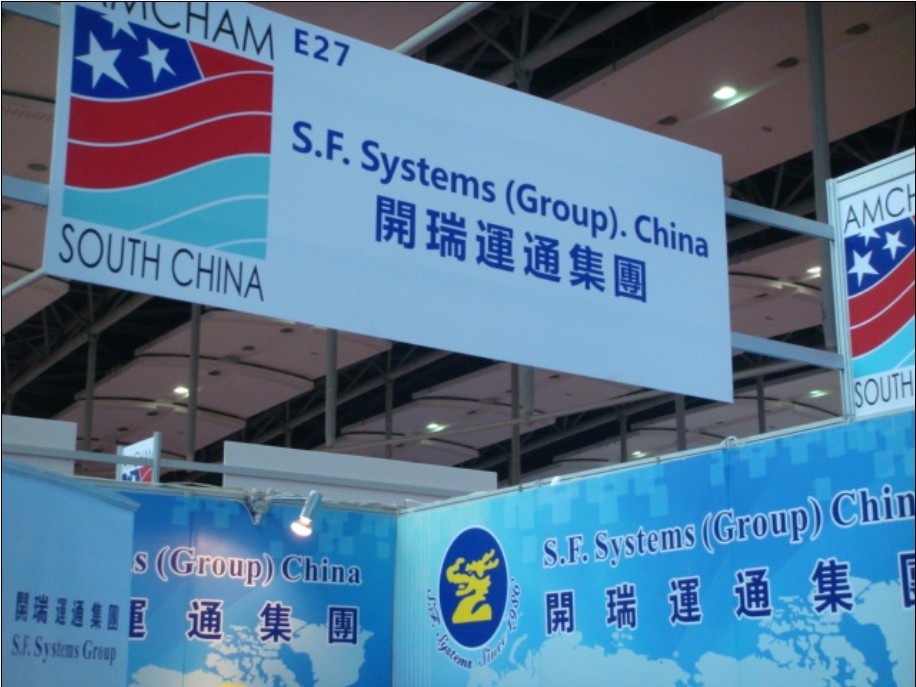 AMCHAM
SOUTH CHINA
E27
S.F. Systems (Group). China
開瑞運通集團
AMCH
SOUTH
s (Group) China
運通集團
開瑞運通集團
S.F. Systems Group
S.F. Systems Since 1986
S.F. Systems (Group) Chin
開瑞運通集